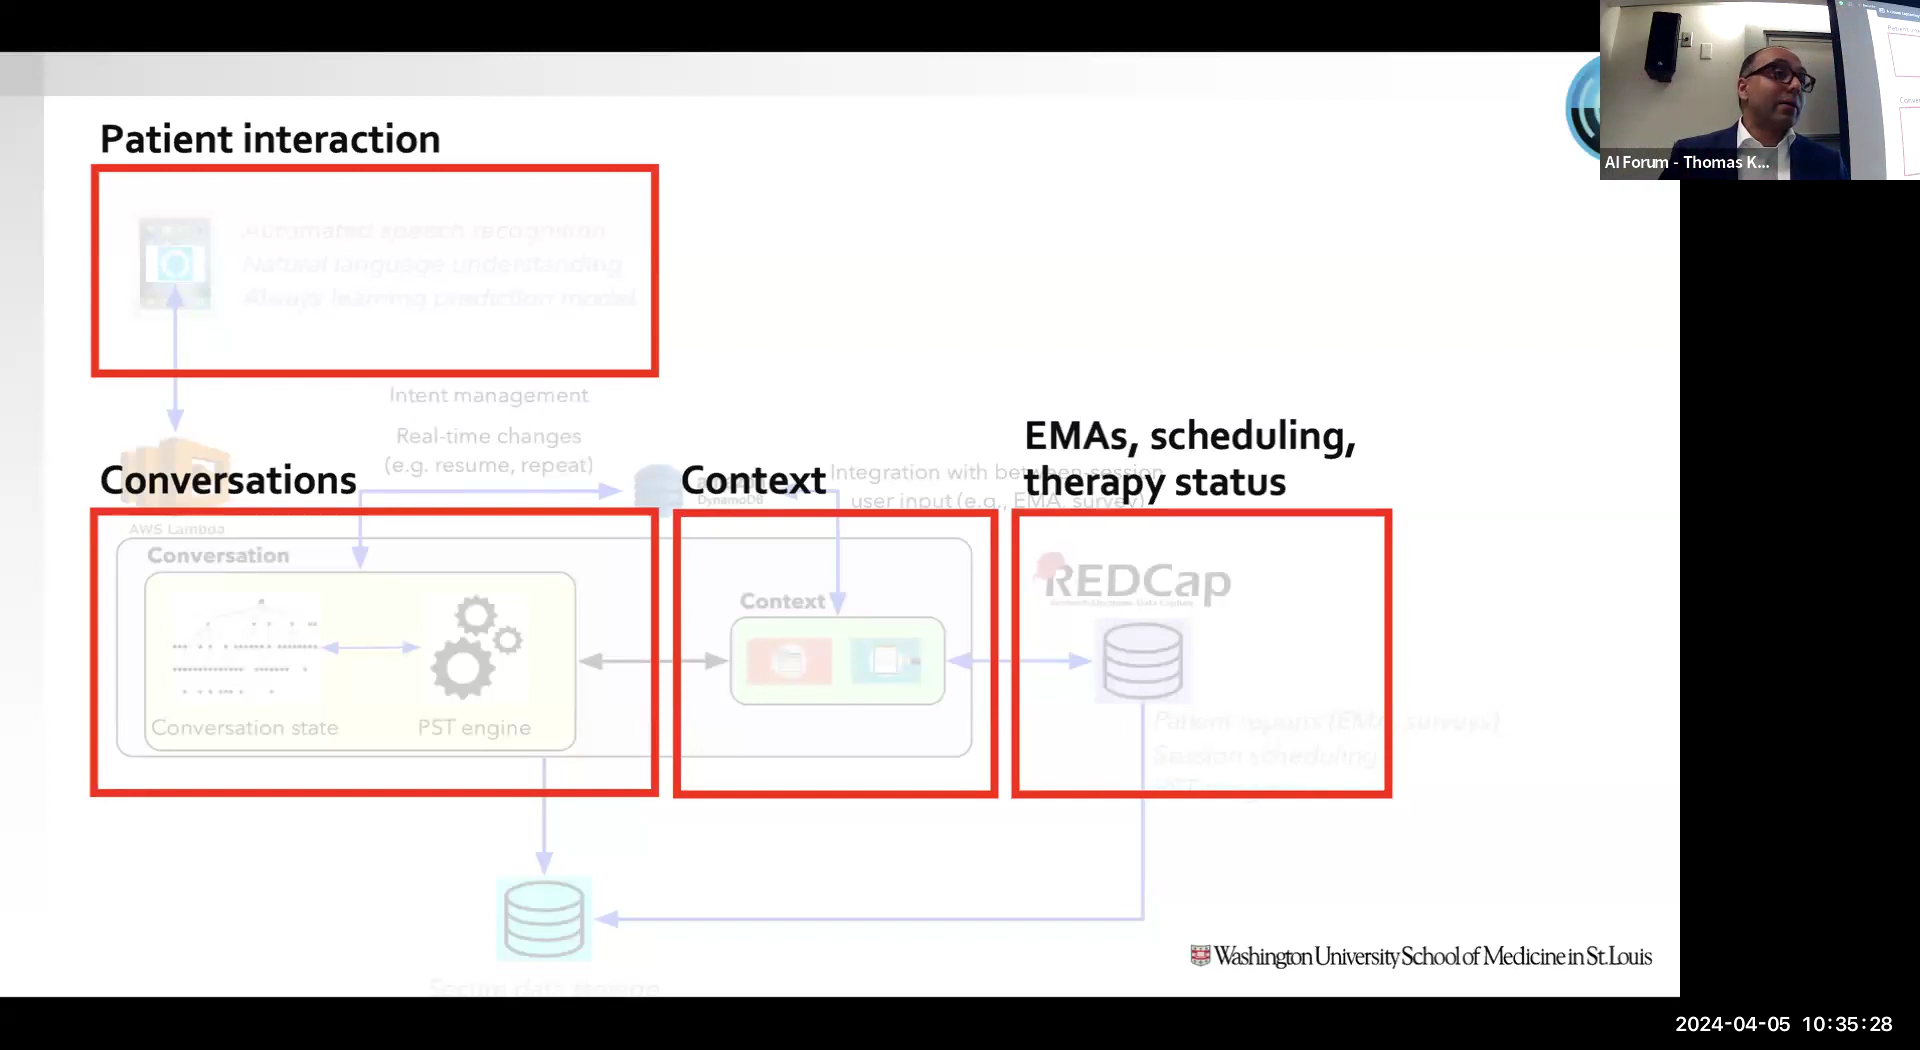 Patient interaction
Automated speech recognition
Natural language understanding
Always learning prediction model
AI Forum - Thomas K...
Intent management
Real-time changes
(e.g. resume, repeat)
EMAs, scheduling,
therapy status
Conversations
Context
DynamoDB
Integration with between-session
user input (e.g., EMA, survey)
AWS Lambda
Conversation
Context
REDCap
Conversation state
PST engine
Patient reports (EMA, surveys)
Session scheduling
Secure data storage
Washington University School of Medicine in St. Louis
2024-04-05 10:35:28